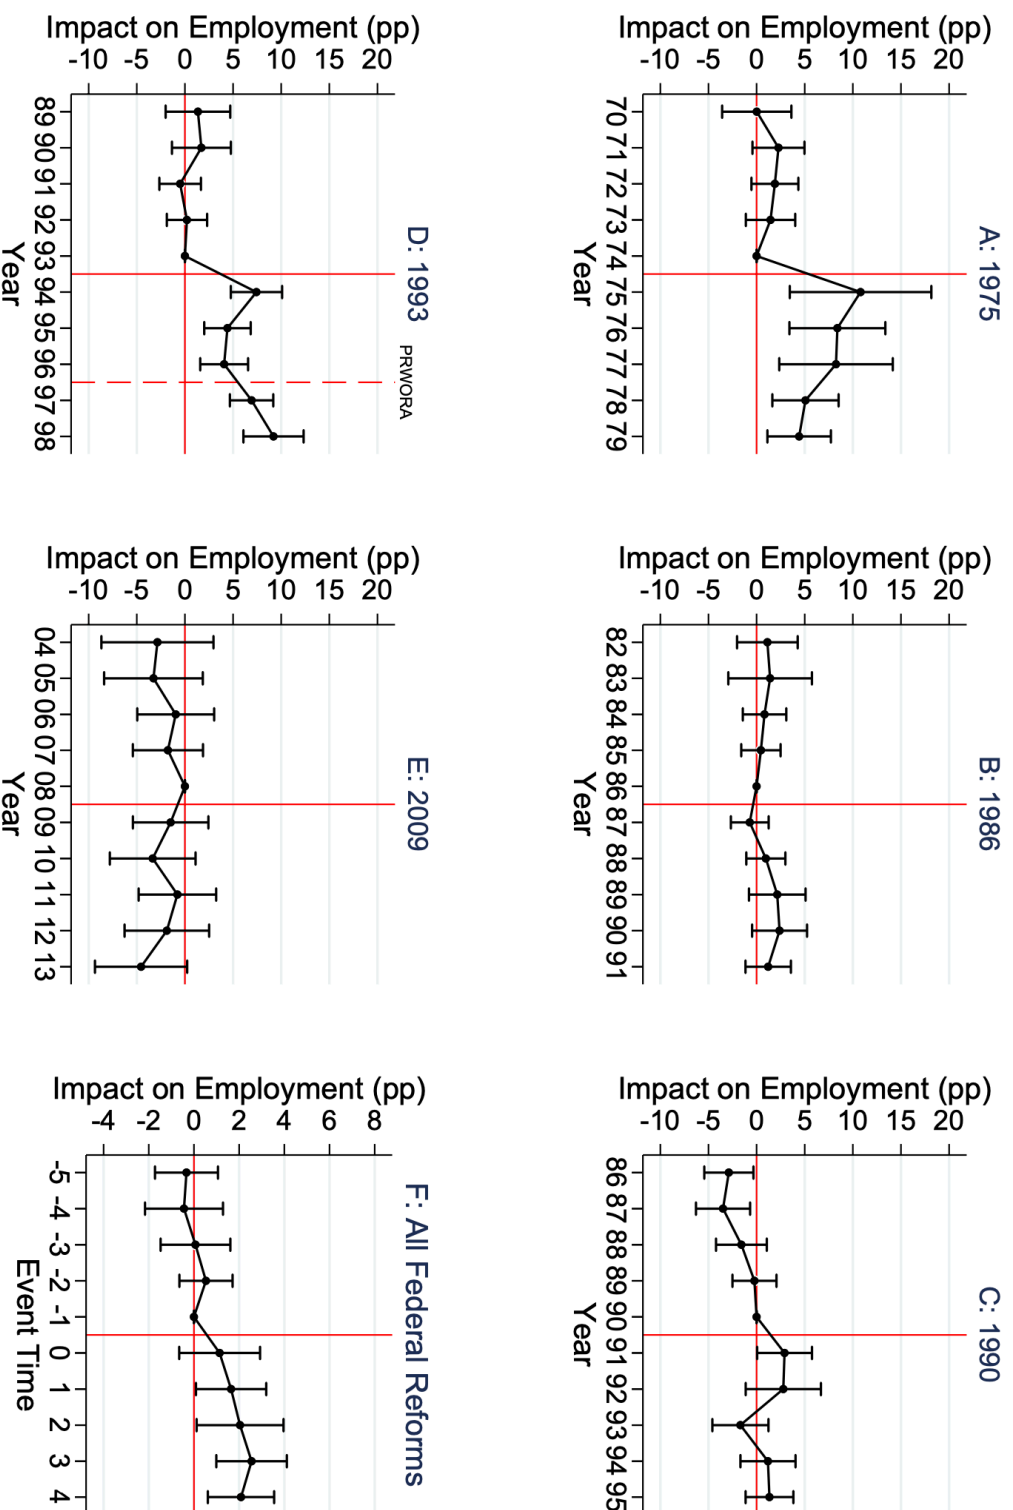 A: 1975
Impact on Employment (pp)
20
15
10
5
0
-5
-10
70 71 72 73 74 75 76 77 78 79
Year
B: 1986
Impact on Employment (pp)
20
15
10
5
0
-5
-10
82 83 84 85 86 87 88 89 90 91
Year
C: 1990
Impact on Employment (pp)
20
15
10
5
0
-5
-10
86 87 88 89 90 91 92 93 94 95
Year
D: 1993
PRWORA
Impact on Employment (pp)
20
15
10
5
0
-5
-10
89 90 91 92 93 94 95 96 97 98
Year
E: 2009
Impact on Employment (pp)
20
15
10
5
0
-5
-10
04 05 06 07 08 09 10 11 12 13
Year
F: All Federal Reforms
Impact on Employment (pp)
8
6
4
2
0
-2
-4
-5 -4 -3 -2 -1 0 1 2 3 4
Event Time